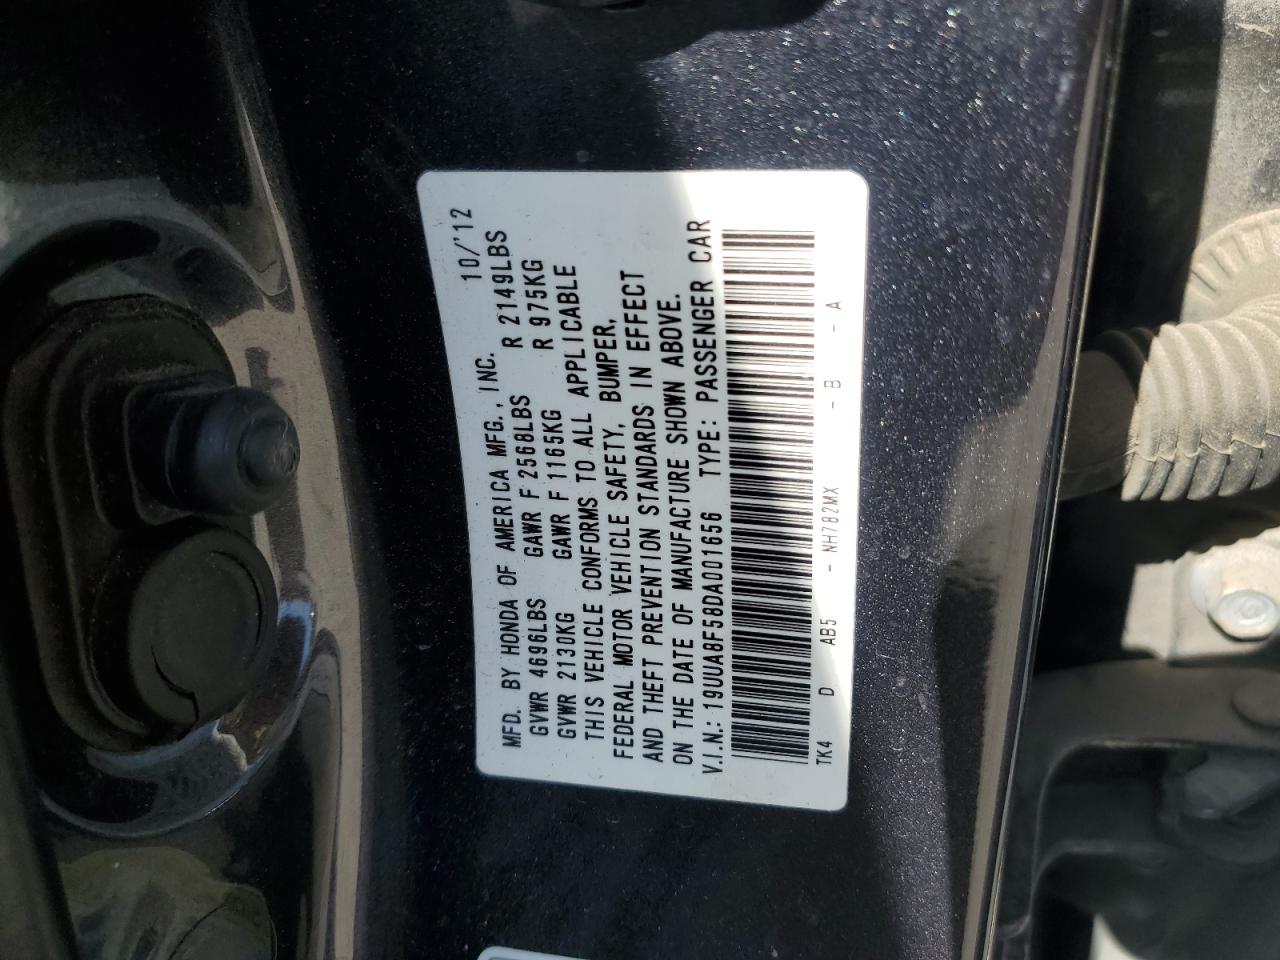 MFD. BY HONDA OF AMERICA MFG., INC. 10/'12
GVWR 4696LBS GAWR F 2568LBS R 2149LBS
GVWR 2130KG GAWR F 1165KG R 975KG
THIS VEHICLE CONFORMS TO ALL APPLICABLE
FEDERAL MOTOR VEHICLE SAFETY, BUMPER,
AND THEFT PREVENTION STANDARDS IN EFFECT
ON THE DATE OF MANUFACTURE SHOWN ABOVE.
V.I.N.: 19UUA8F58DA001656 TYPE: PASSENGER CAR
TK4 D AB5 - NH782MX - B - A